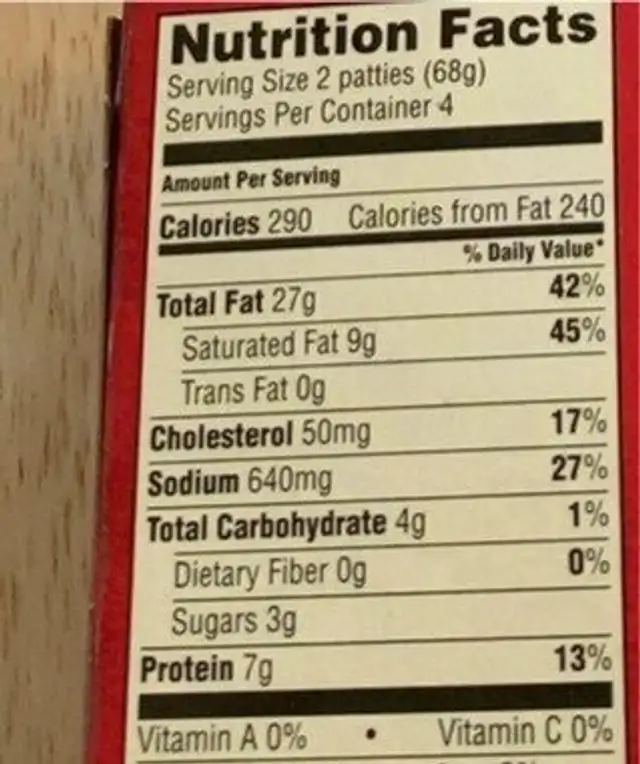 Nutrition Facts
Serving Size 2 patties (68g)
Servings Per Container 4
Amount Per Serving
Calories 290 Calories from Fat 240
% Daily Value*
Total Fat 27g 42%
Saturated Fat 9g 45%
Trans Fat 0g
Cholesterol 50mg 17%
Sodium 640mg 27%
Total Carbohydrate 4g 1%
Dietary Fiber 0g 0%
Sugars 3g
Protein 7g 13%
Vitamin A 0% • Vitamin C 0%